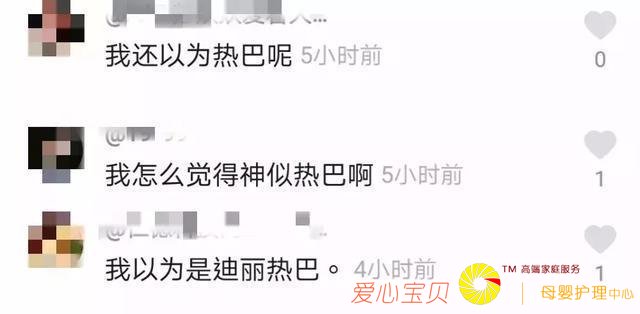 我还以为热巴呢 5小时前
0
我怎么觉得神似热巴啊 5小时前
1
我以为是迪丽热巴。 4小时前
1
爱心宝贝
TM 高端家庭服务
母婴护理中心